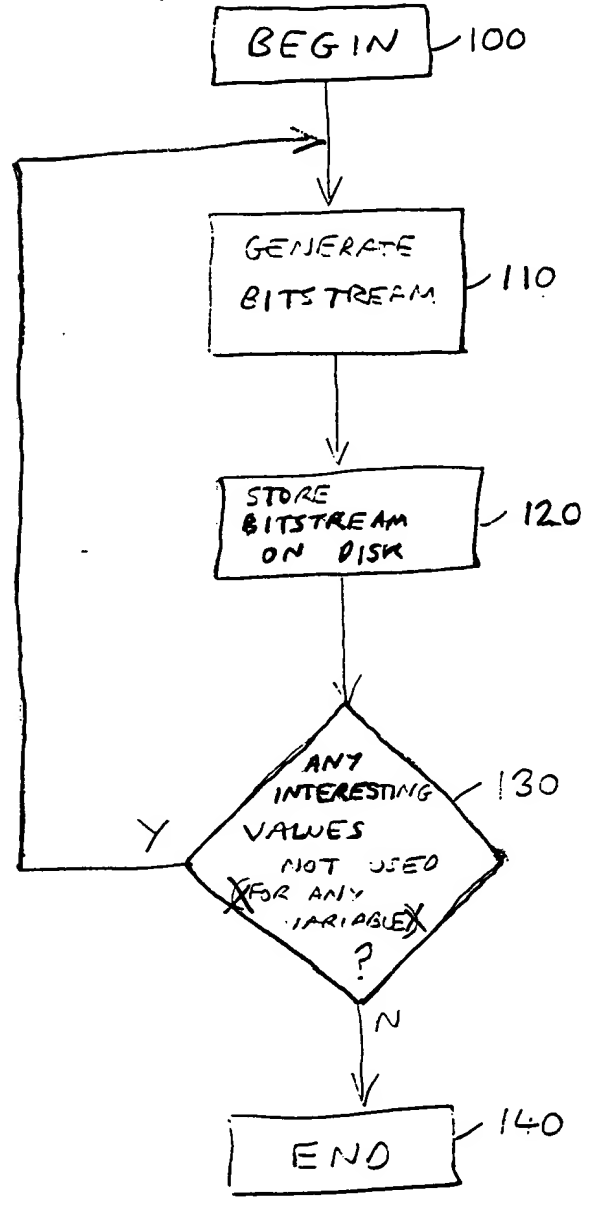 BEGIN
100
GENERATE
BITSTREAM
110
STORE
BITSTREAM
ON DISK
120
ANY
INTERESTING
VALUES
NOT USED
(FOR ANY
VARIABLE)
?
130
Y
N
END
140